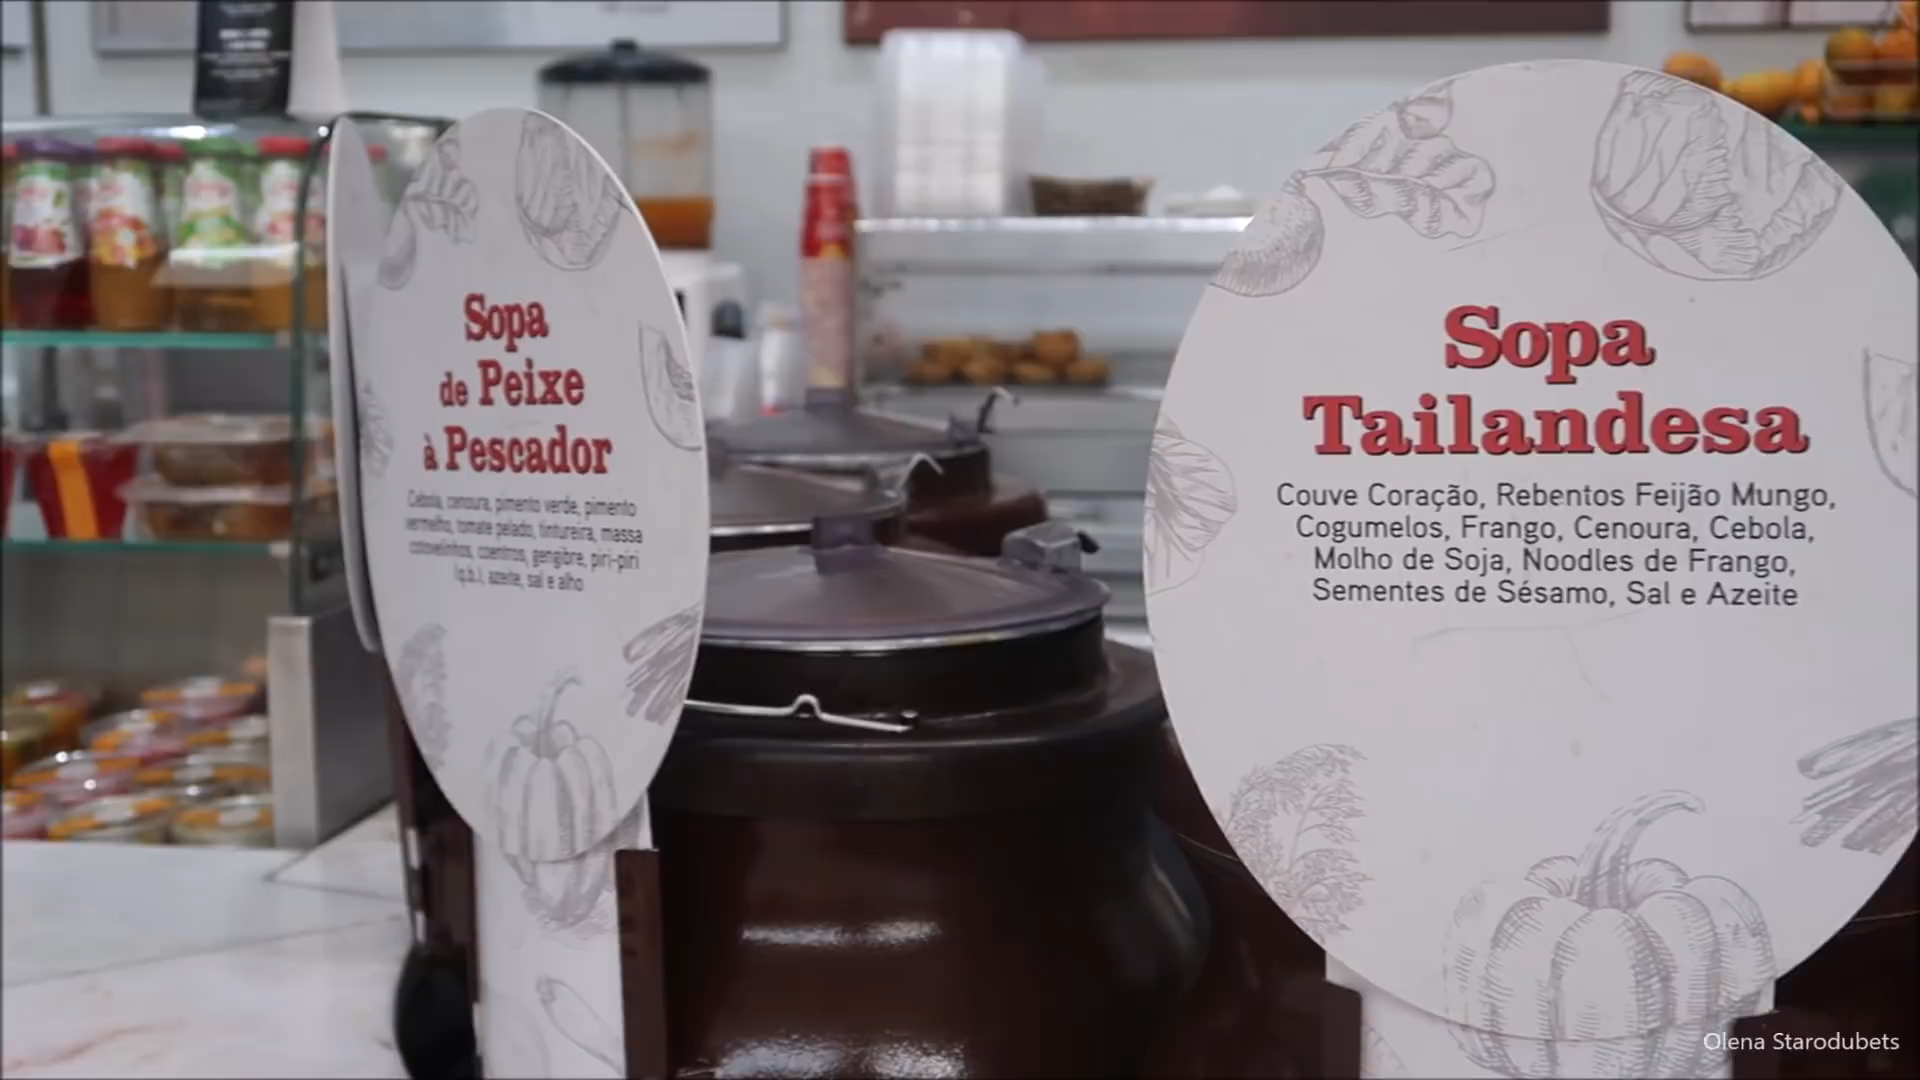 Sopa
de Peixe
à Pescador
Cebola, cenoura, pimento verde, pimento
vermelho, tomate pelado, tintureira, massa
cotovelinhos, coentros, gengibre, piri-piri
(q.b.), azeite, sal e alho
Sopa
Tailandesa
Couve Coração, Rebentos Feijão Mungo,
Cogumelos, Frango, Cenoura, Cebola,
Molho de Soja, Noodles de Frango,
Sementes de Sésamo, Sal e Azeite
Olena Starodubets